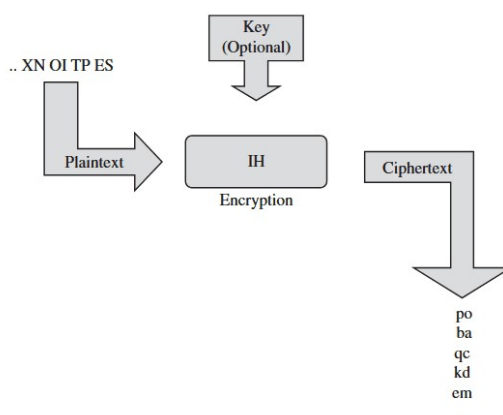 Key
(Optional)
.. XN OI TP ES
Plaintext
IH
Ciphertext
Encryption
po
ba
qc
kd
em